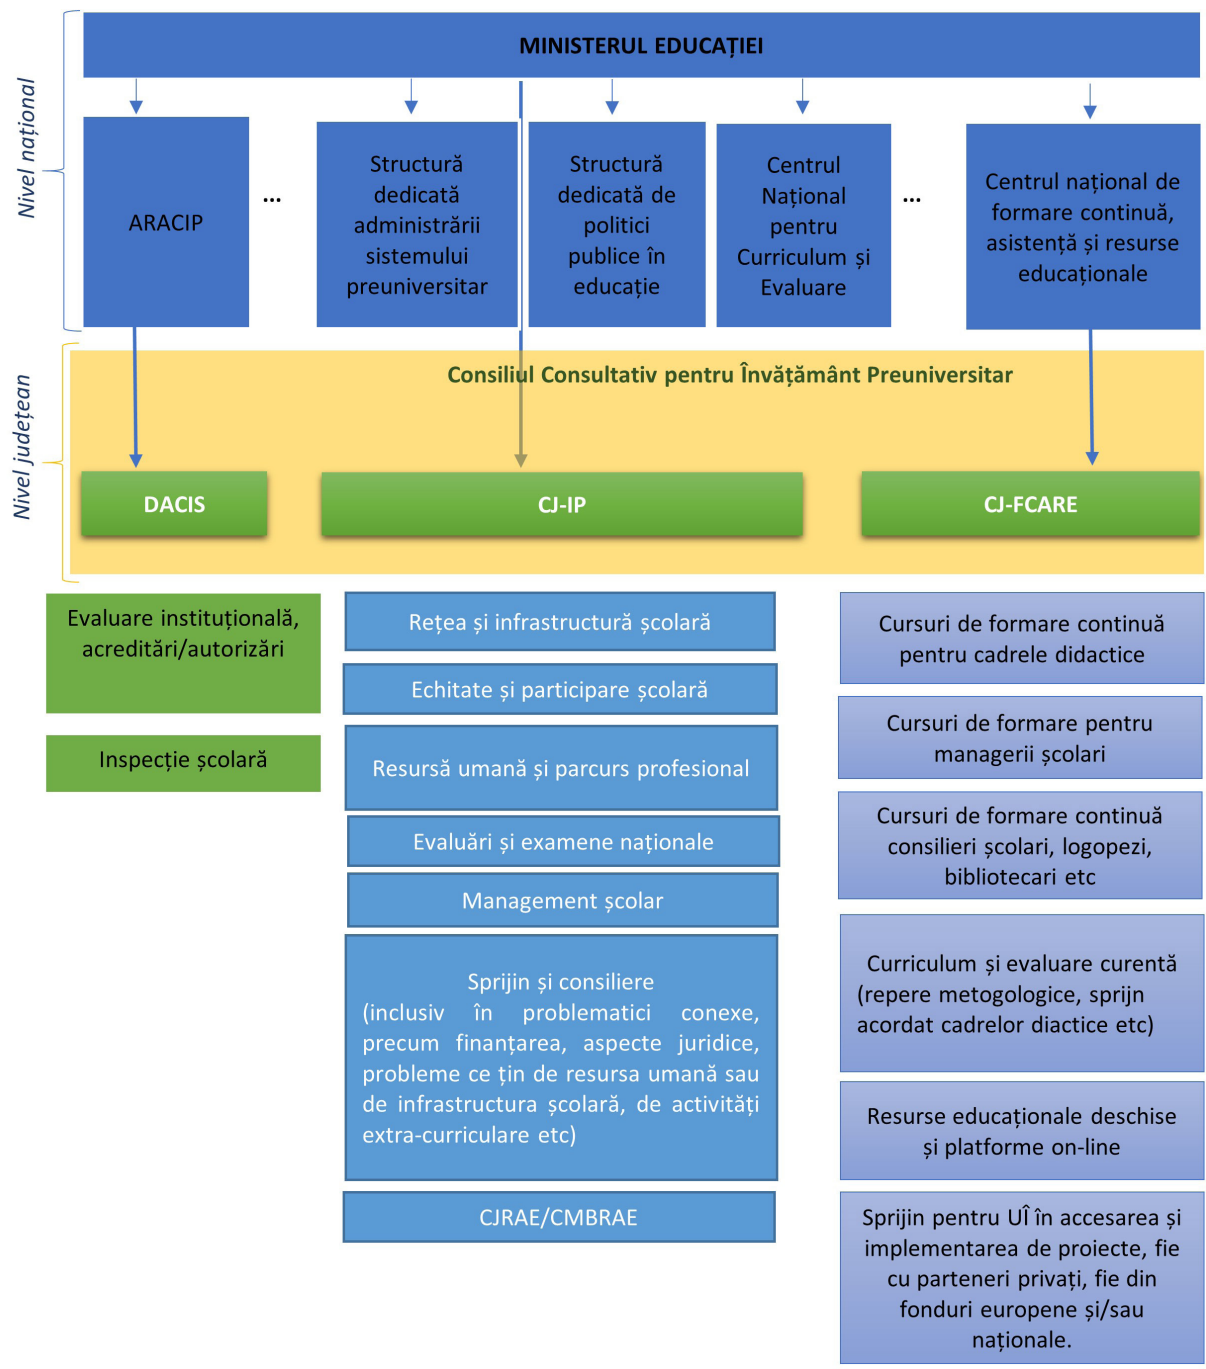 MINISTERUL EDUCAȚIEI
Nivel național
ARACIP
...
Structură
dedicată
administrării
sistemului
preuniversitar
Structură
dedicată de
politici
publice în
educație
Centrul
Național
pentru
Curriculum și
Evaluare
...
Centrul național de
formare continuă,
asistență și resurse
educaționale
Nivel județean
Consiliul Consultativ pentru Învățământ Preuniversitar
DACIS
CJ-IP
CJ-FCARE
Evaluare instituțională,
acreditări/autorizări
Inspecție școlară
Rețea și infrastructură școlară
Echitate și participare școlară
Resursă umană și parcurs profesional
Evaluări și examene naționale
Management școlar
Sprijin și consiliere
(inclusiv în problematici conexe,
precum finanțarea, aspecte juridice,
probleme ce țin de resursa umană sau
de infrastructura școlară, de activități
extra-curriculare etc)
CJRAE/CMBRAE
Cursuri de formare continuă
pentru cadrele didactice
Cursuri de formare pentru
managerii școlari
Cursuri de formare continuă
consilieri școlari, logopezi,
bibliotecari etc
Curriculum și evaluare curentă
(repere metogologice, sprijn
acordat cadrelor diactice etc)
Resurse educaționale deschise
și platforme on-line
Sprijin pentru UÎ în accesarea și
implementarea de proiecte, fie
cu parteneri privați, fie din
fonduri europene și/sau
naționale.